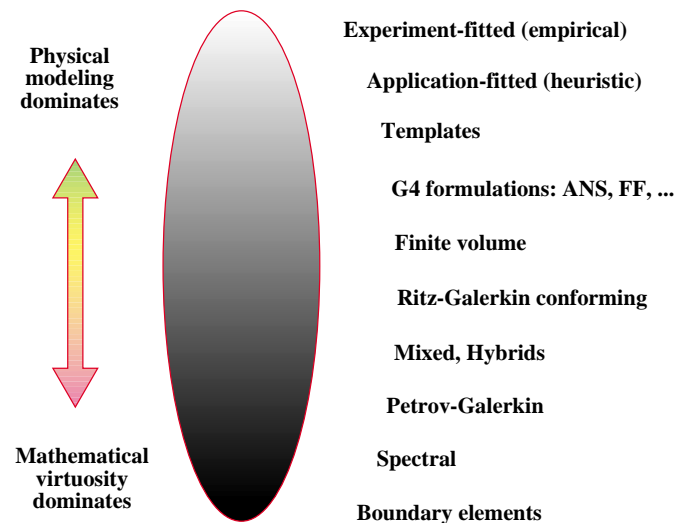 Physical
modeling
dominates
Mathematical
virtuosity
dominates
Experiment-fitted (empirical)
Application-fitted (heuristic)
Templates
G4 formulations: ANS, FF, ...
Finite volume
Ritz-Galerkin conforming
Mixed, Hybrids
Petrov-Galerkin
Spectral
Boundary elements